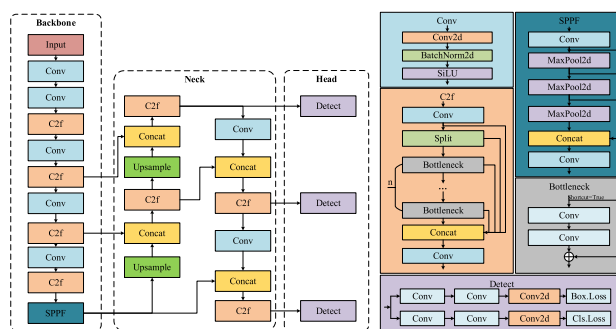 Backbone
Input
Conv
Conv
C2f
Conv
C2f
Conv
C2f
Conv
C2f
SPPF
Neck
C2f
Concat
Upsample
C2f
Concat
Upsample
Conv
Concat
C2f
Conv
Concat
C2f
Head
Detect
Detect
Detect
Conv
Conv2d
BatchNorm2d
SiLU
C2f
Conv
Split
Bottleneck
...
n
Bottleneck
Concat
Conv
SPPF
Conv
MaxPool2d
MaxPool2d
MaxPool2d
Concat
Conv
Bottleneck
Shortcut=True
Conv
Conv
Detect
Conv Conv Conv2d Box.Loss
Conv Conv Conv2d Cls.Loss